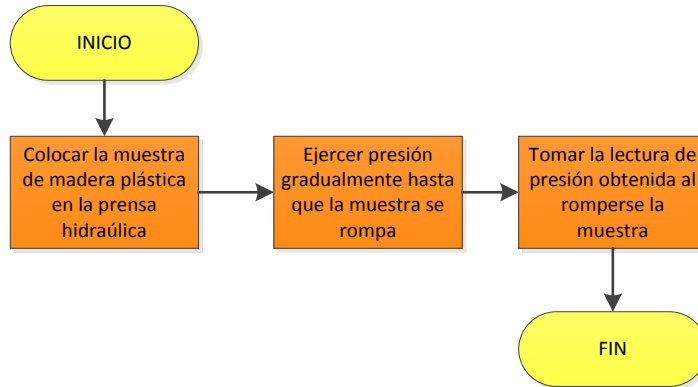 INICIO
Colocar la muestra
de madera plástica
en la prensa
hidraúlica
Ejercer presión
gradualmente hasta
que la muestra se
rompa
Tomar la lectura de
presión obtenida al
romperse la
muestra
FIN